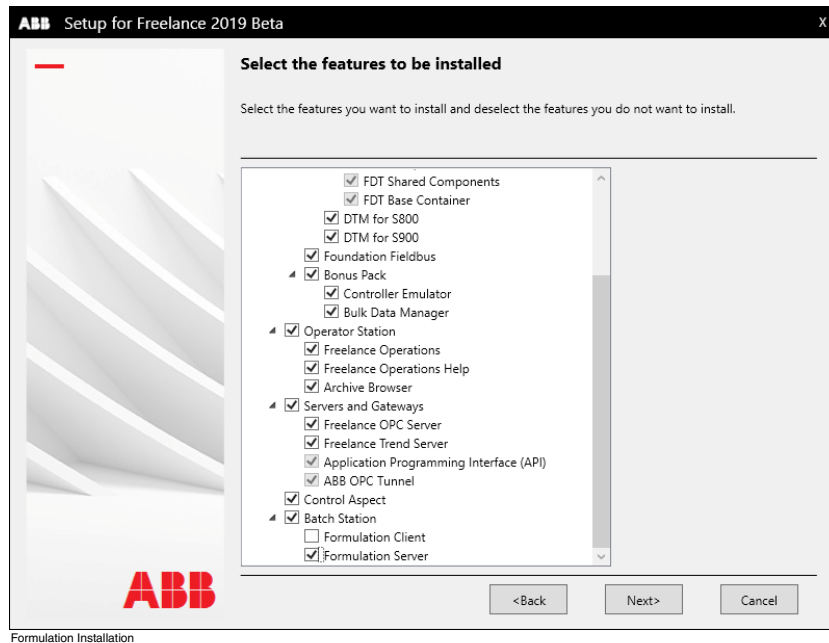 ABB Setup for Freelance 2019 Beta X
Select the features to be installed
Select the features you want to install and deselect the features you do not want to install.
FDT Shared Components
FDT Base Container
DTM for S800
DTM for S900
Foundation Fieldbus
Bonus Pack
Controller Emulator
Bulk Data Manager
Operator Station
Freelance Operations
Freelance Operations Help
Archive Browser
Servers and Gateways
Freelance OPC Server
Freelance Trend Server
Application Programming Interface (API)
ABB OPC Tunnel
Control Aspect
Batch Station
Formulation Client
Formulation Server
ABB
<Back Next> Cancel
Formulation Installation